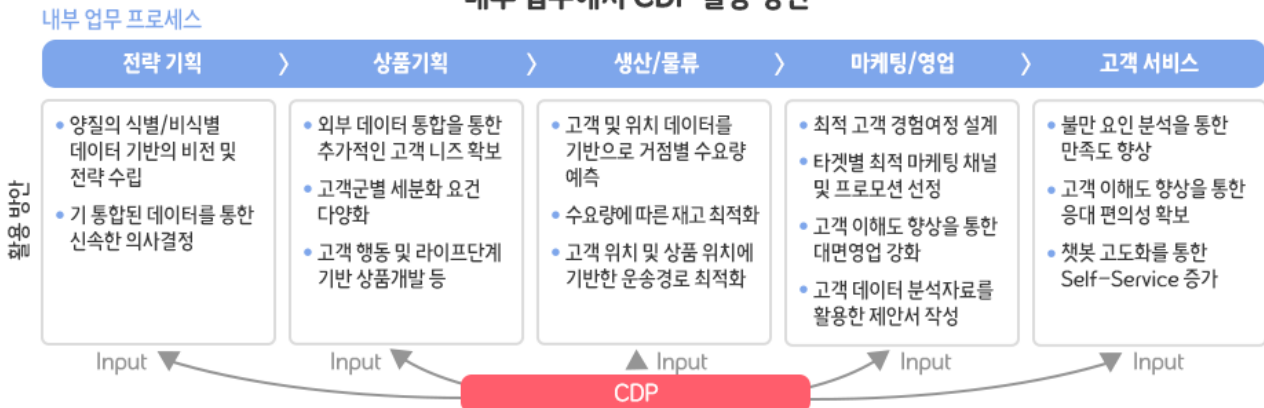 내부 업무에서 CDP 활용 방안
내부 업무 프로세스
전략 기획 〉 상품기획 〉 생산/물류 〉 마케팅/영업 〉 고객 서비스
활용 방안
• 양질의 식별/비식별
데이터 기반의 비전 및
전략 수립
• 기 통합된 데이터를 통한
신속한 의사결정
• 외부 데이터 통합을 통한
추가적인 고객 니즈 확보
• 고객군별 세분화 요건
다양화
• 고객 행동 및 라이프단계
기반 상품개발 등
• 고객 및 위치 데이터를
기반으로 거점별 수요량
예측
• 수요량에 따른 재고 최적화
• 고객 위치 및 상품 위치에
기반한 운송경로 최적화
• 최적 고객 경험여정 설계
• 타겟별 최적 마케팅 채널
및 프로모션 선정
• 고객 이해도 향상을 통한
대면영업 강화
• 고객 데이터 분석자료를
활용한 제안서 작성
• 불만 요인 분석을 통한
만족도 향상
• 고객 이해도 향상을 통한
응대 편의성 확보
• 챗봇 고도화를 통한
Self-Service 증가
Input Input Input Input Input
CDP